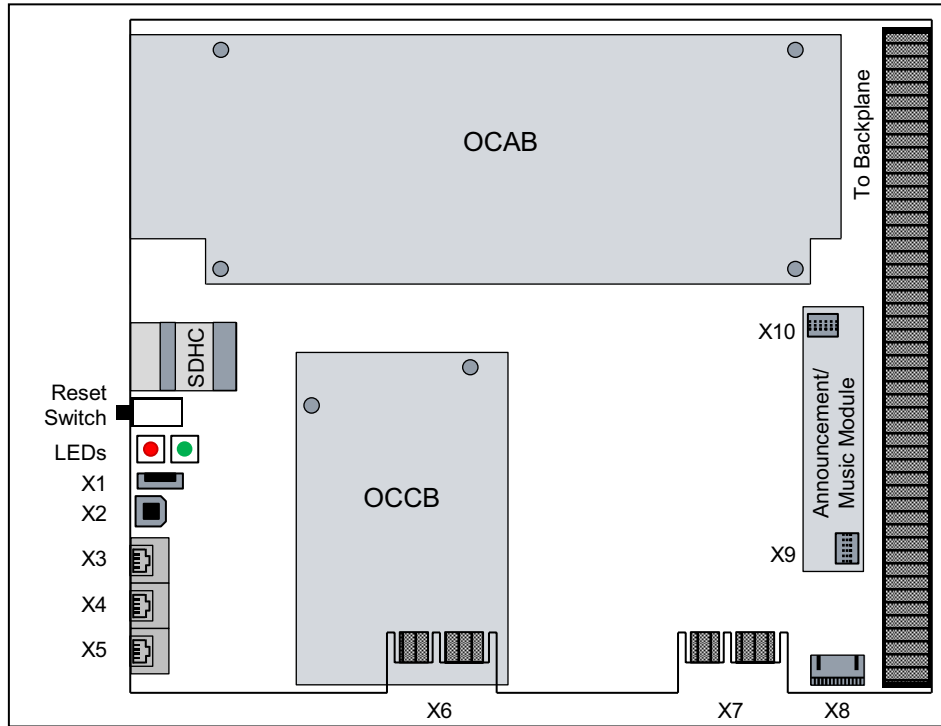 OCAB
To Backplane
SDHC
X10
Reset
Switch
Announcement/
Music Module
LEDs
X1
OCCB
X2
X3
X9
X4
X5
X6
X7
X8